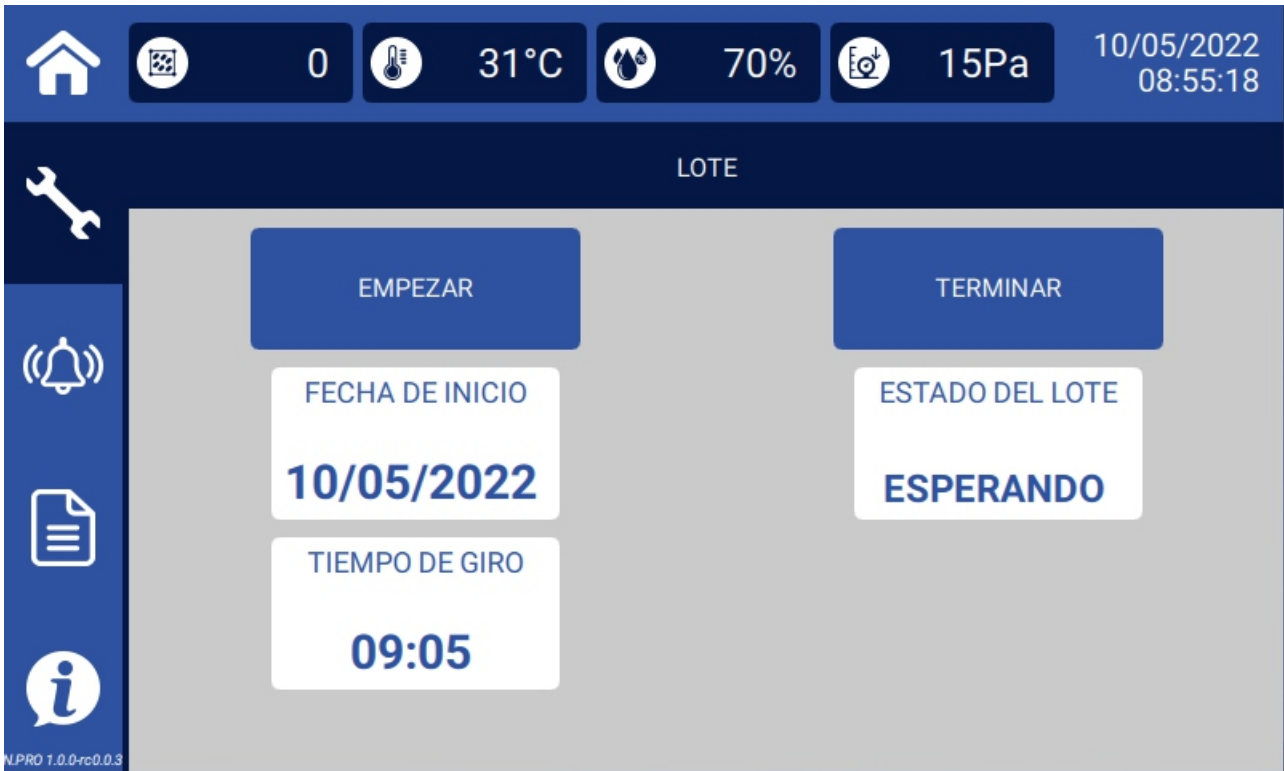 0
31°C
70%
15Pa
10/05/2022
08:55:18
LOTE
EMPEZAR
TERMINAR
FECHA DE INICIO
10/05/2022
ESTADO DEL LOTE
ESPERANDO
TIEMPO DE GIRO
09:05
N.PRO 1.0.0-rc0.0.3